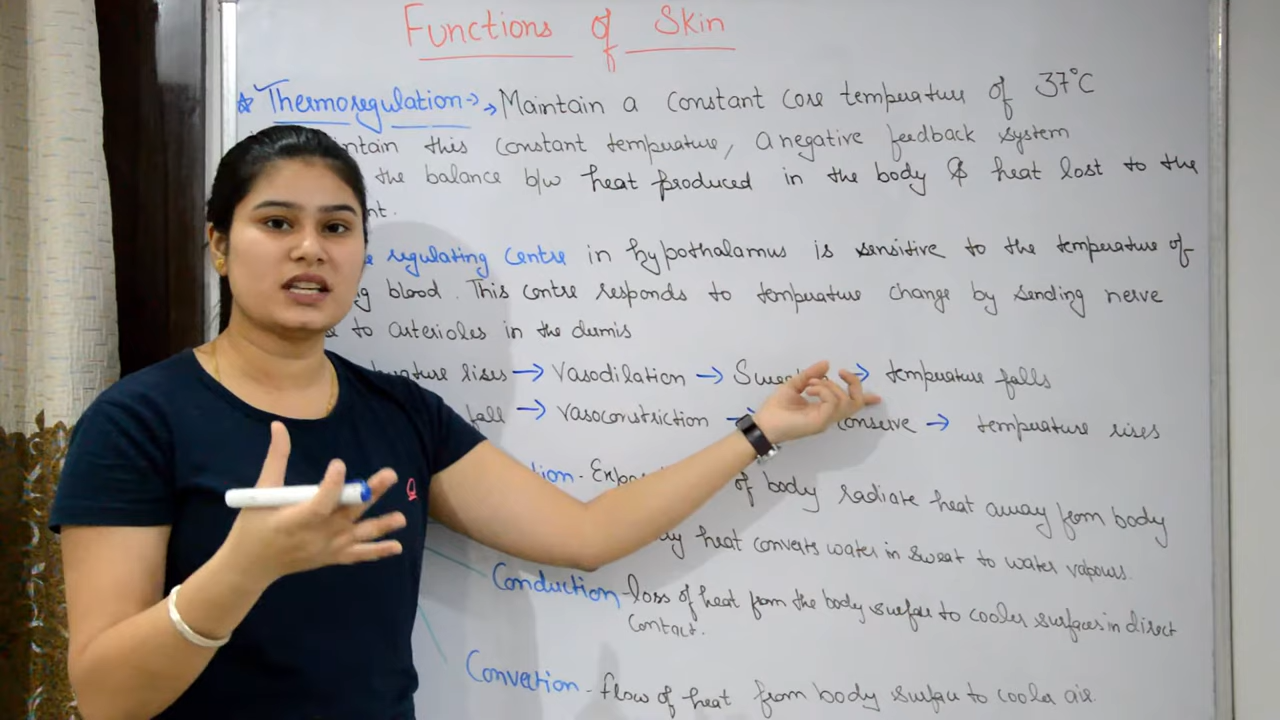 Functions of Skin
☆ Thermoregulation →→ Maintain a constant core temperature of 37°C
ntain this constant temperature, a negative feedback system
the balance b/w heat produced in the body & heat lost to the
nt.
regulating centre in hypothalamus is sensitive to the temperature of
blood. This centre responds to temperature change by sending nerve
to arterioles in the dermis
rises → Vasodilation → → temperature falls
fall → vasoconstriction → conserve → temperature rises
of body radiate heat away from body
heat converts water in sweat to water vapours.
Conduction - loss of heat from the body surface to cooler surfaces in direct
contact.
Convection - flow of heat from body surface to cooler air.